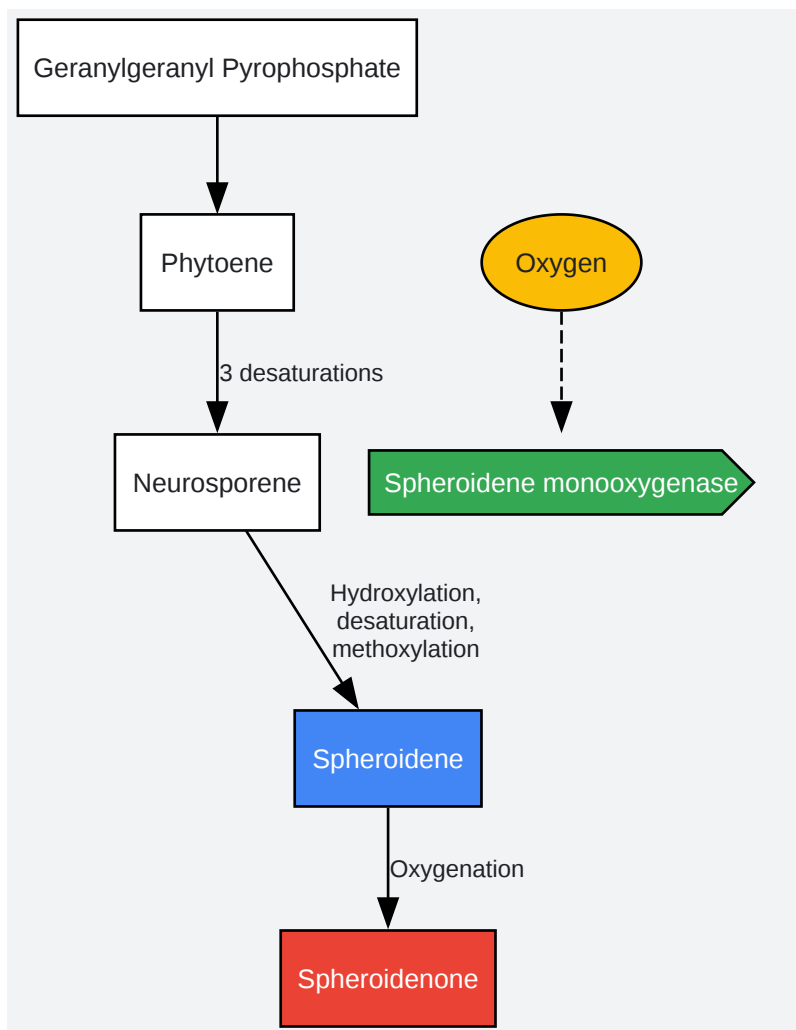 Geranylgeranyl Pyrophosphate
Phytoene
Oxygen
3 desaturations
Neurosporene
Spheroidene monooxygenase
Hydroxylation,
desaturation,
methoxylation
Spheroidene
Oxygenation
Spheroidenone